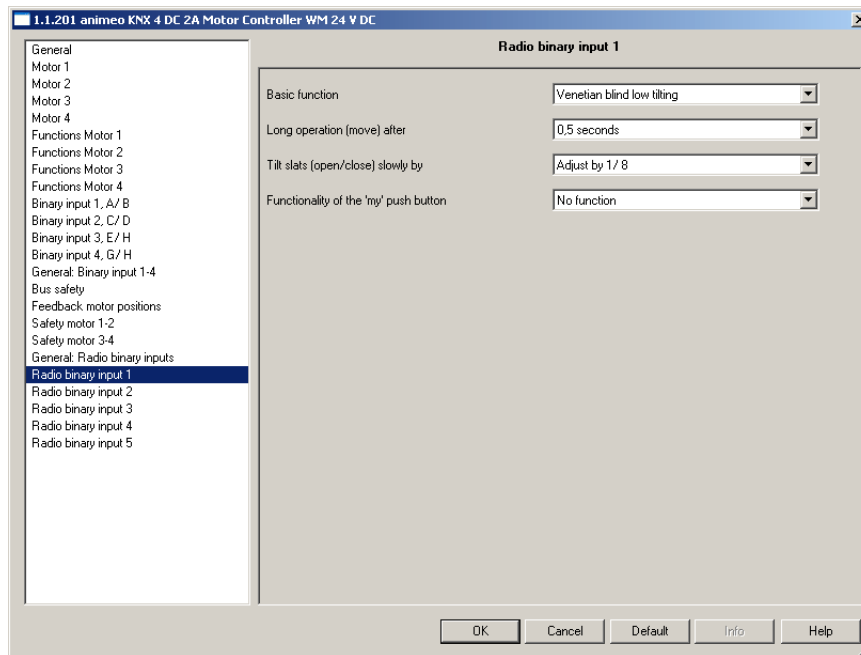 1.1.201 animeo KNX 4 DC 2A Motor Controller WM 24 V DC
General
Motor 1
Motor 2
Motor 3
Motor 4
Functions Motor 1
Functions Motor 2
Functions Motor 3
Functions Motor 4
Binary input 1, A/ B
Binary input 2, C/ D
Binary input 3, E/ H
Binary input 4, G/ H
General: Binary input 1-4
Bus safety
Feedback motor positions
Safety motor 1-2
Safety motor 3-4
General: Radio binary inputs
Radio binary input 1
Radio binary input 2
Radio binary input 3
Radio binary input 4
Radio binary input 5
Radio binary input 1
Basic function Venetian blind low tilting
Long operation (move) after 0,5 seconds
Tilt slats (open/close) slowly by Adjust by 1/ 8
Functionality of the 'my' push button No function
OK Cancel Default Info Help